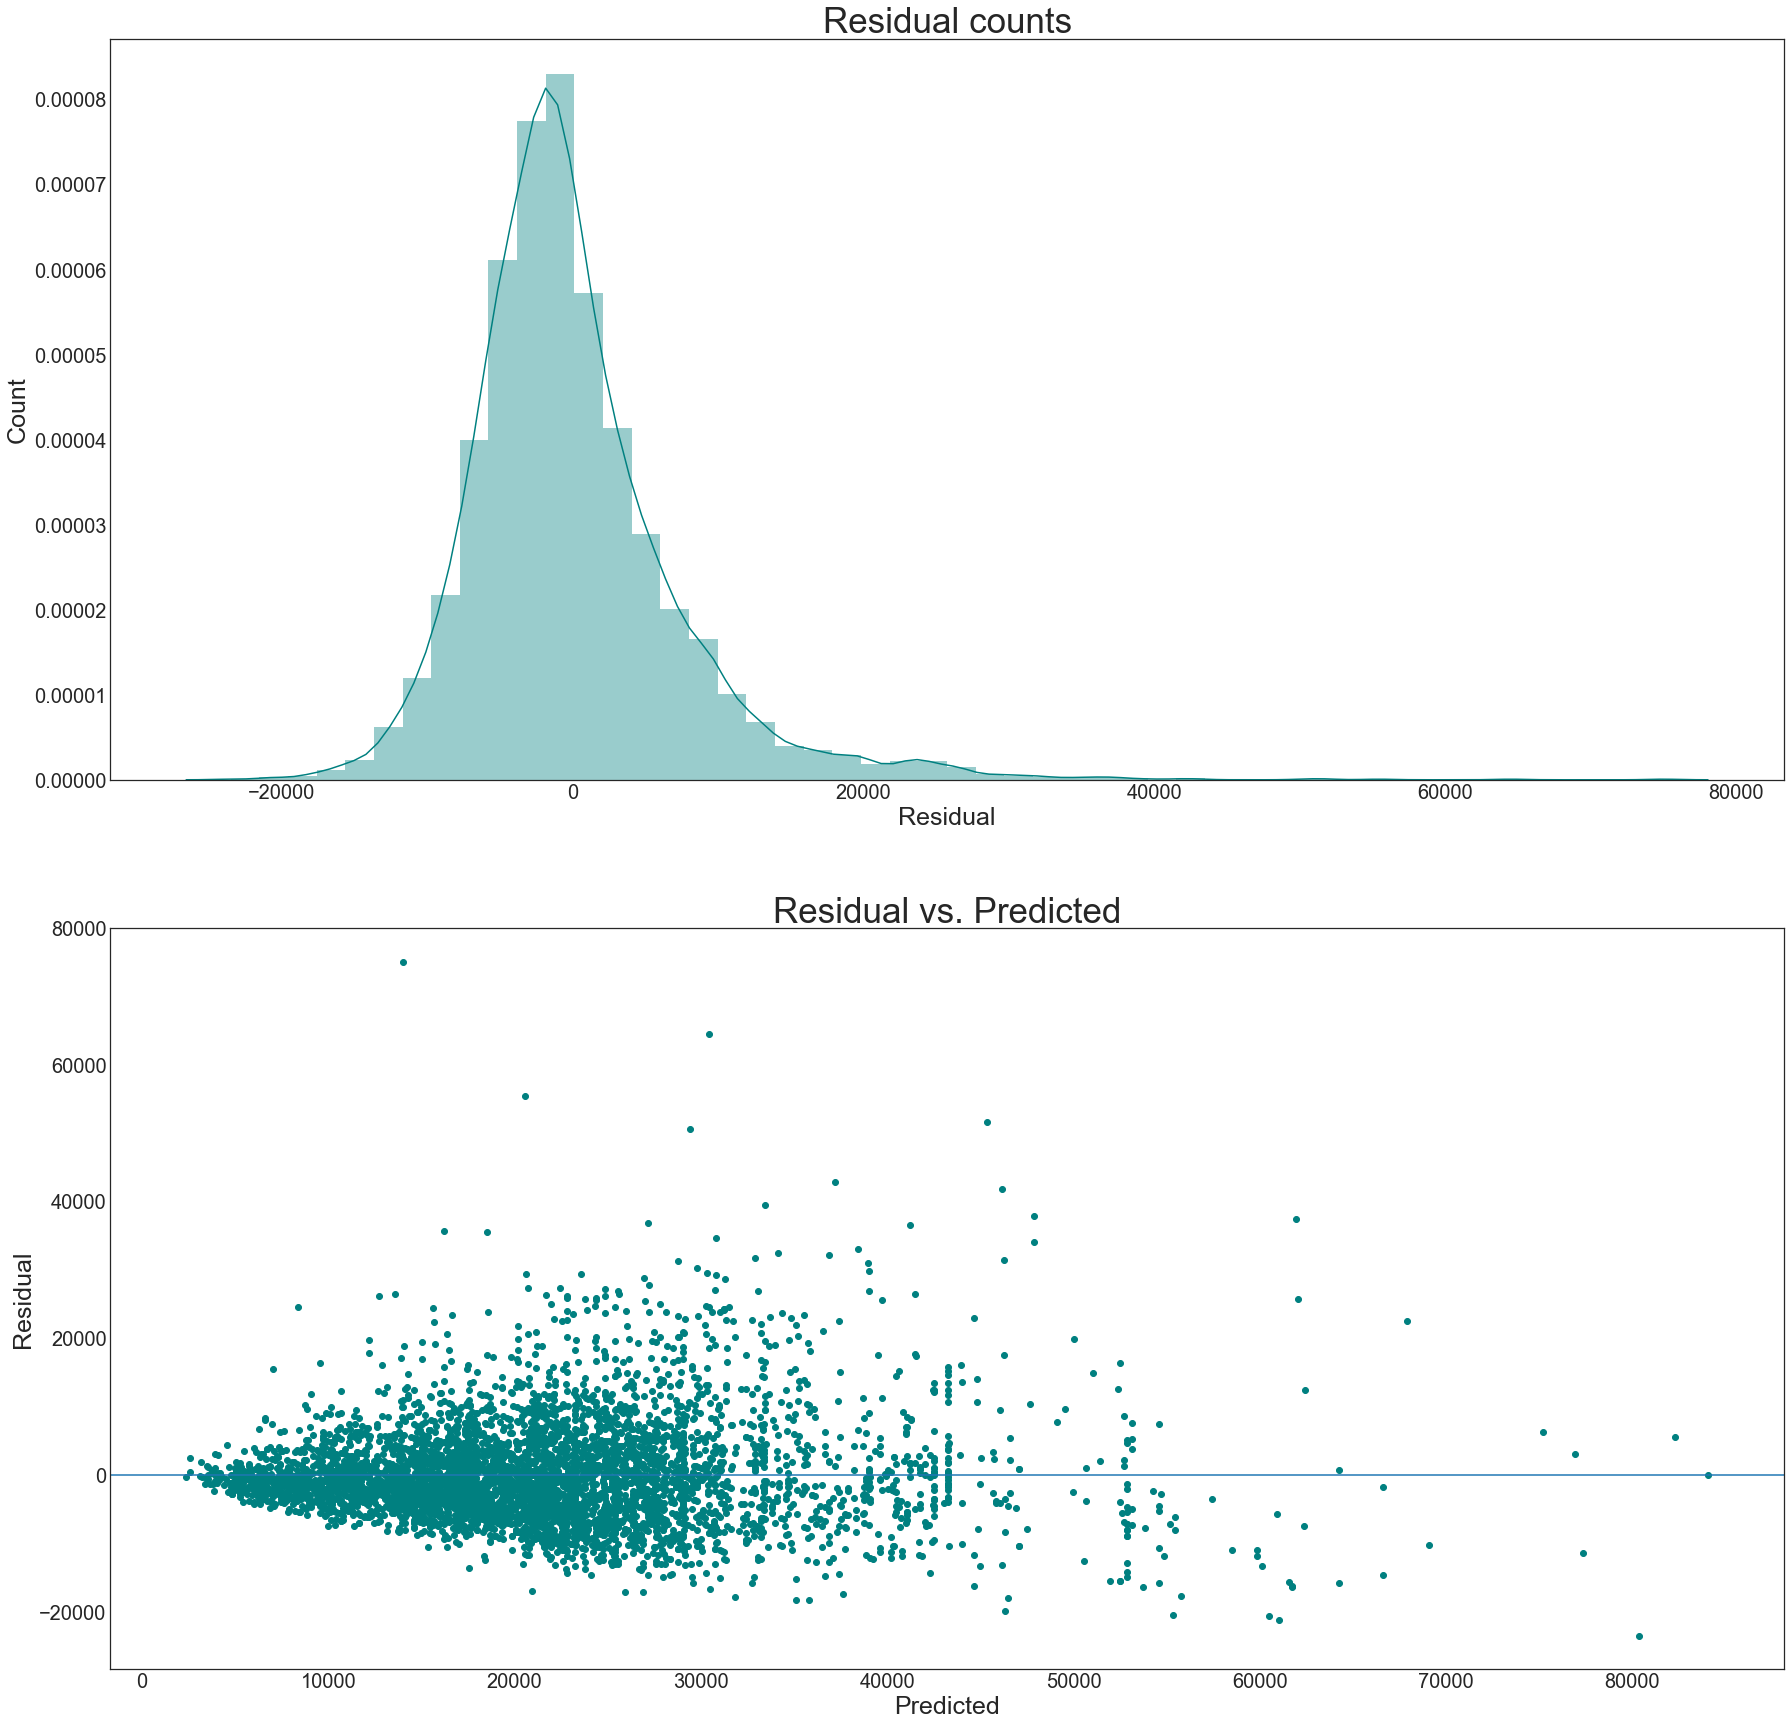 Residual counts
0.00008
0.00007
0.00006
0.00005
0.00004
0.00003
0.00002
0.00001
0.00000
Count
−20000 0 20000 40000 60000 80000
Residual
Residual vs. Predicted
80000
60000
40000
20000
0
−20000
Residual
0 10000 20000 30000 40000 50000 60000 70000 80000
Predicted